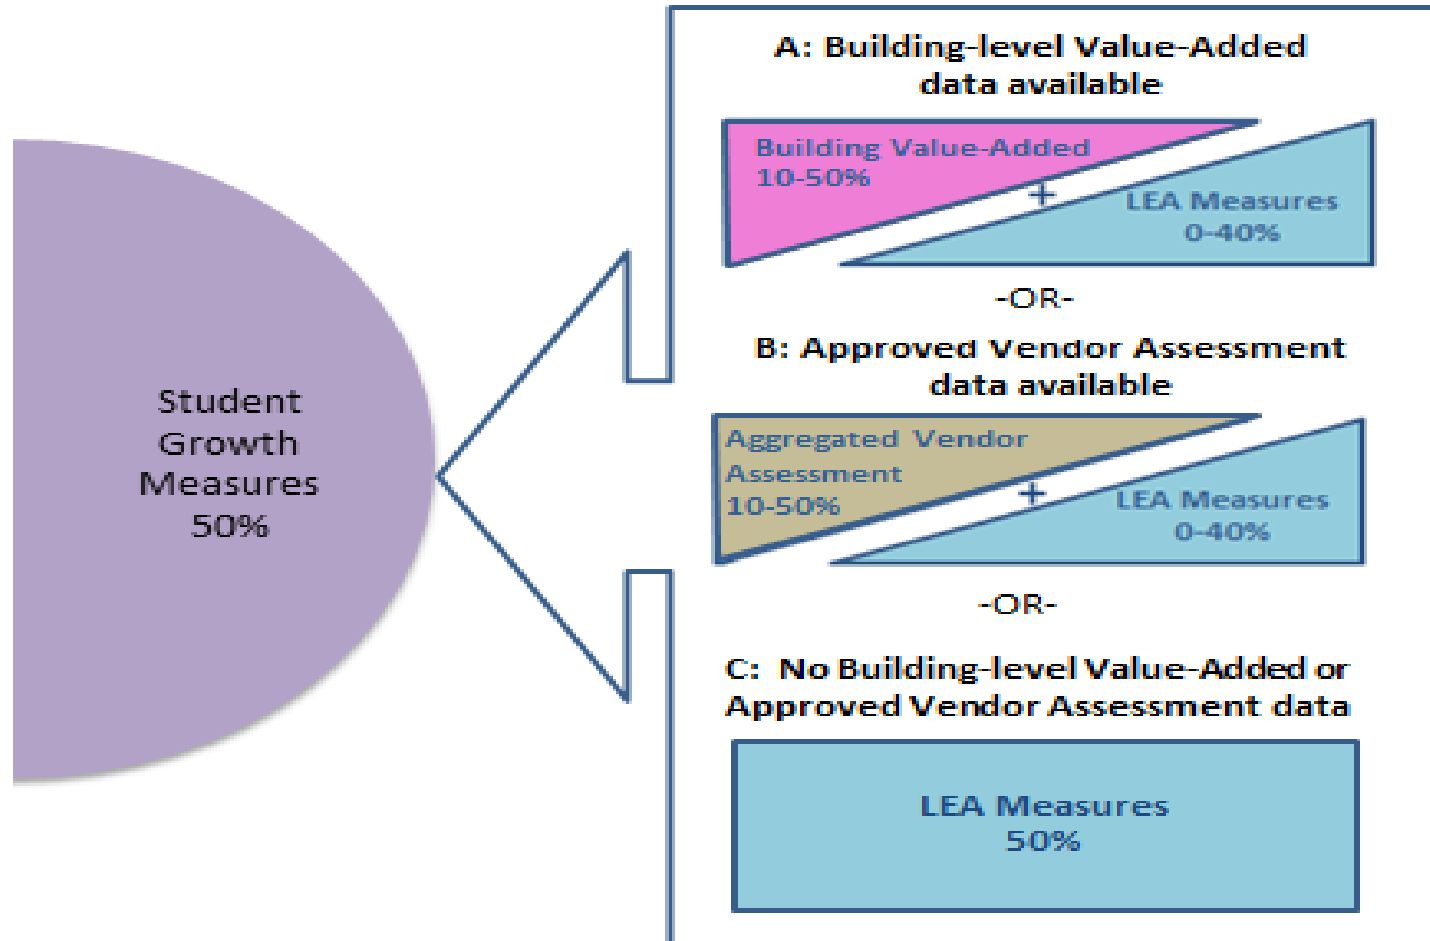 Student
Growth
Measures
50%
A: Building-level Value-Added
data available
Building Value-Added
10-50%
+
LEA Measures
0-40%
-OR-
B: Approved Vendor Assessment
data available
Aggregated Vendor
Assessment
10-50%
+
LEA Measures
0-40%
-OR-
C: No Building-level Value-Added or
Approved Vendor Assessment data
LEA Measures
50%